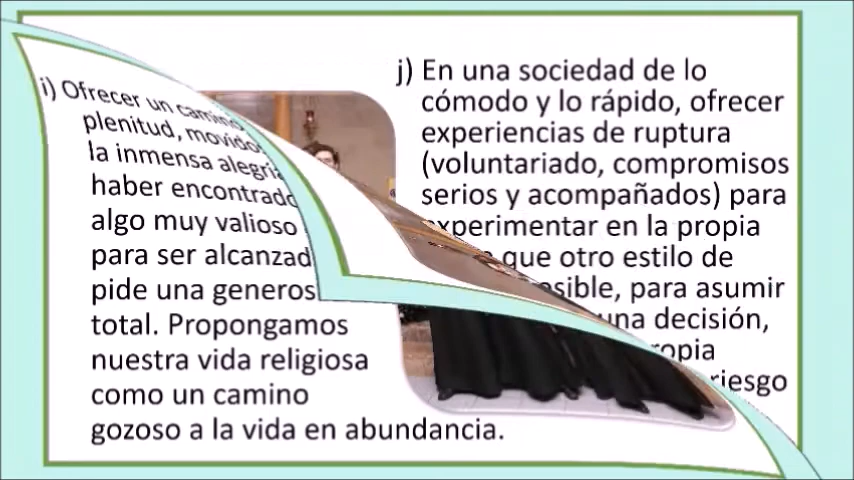 i) Ofrecer un camino
plenitud, movidos
la inmensa alegría
haber encontrado
algo muy valioso
para ser alcanzad
pide una generos
total. Propongamos
nuestra vida religiosa
como un camino
gozoso a la vida en abundancia.
j) En una sociedad de lo
cómodo y lo rápido, ofrecer
experiencias de ruptura
(voluntariado, compromisos
serios y acompañados) para
experimentar en la propia
que otro estilo de
sible, para asumir
una decisión,
ropia
riesgo